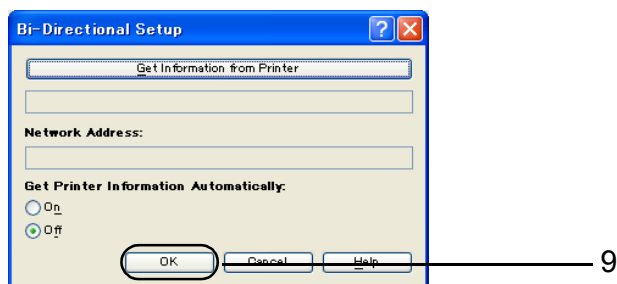 Bi-Directional Setup
Get Information from Printer
Network Address:
Get Printer Information Automatically:
On
Off
OK Cancel Help
9